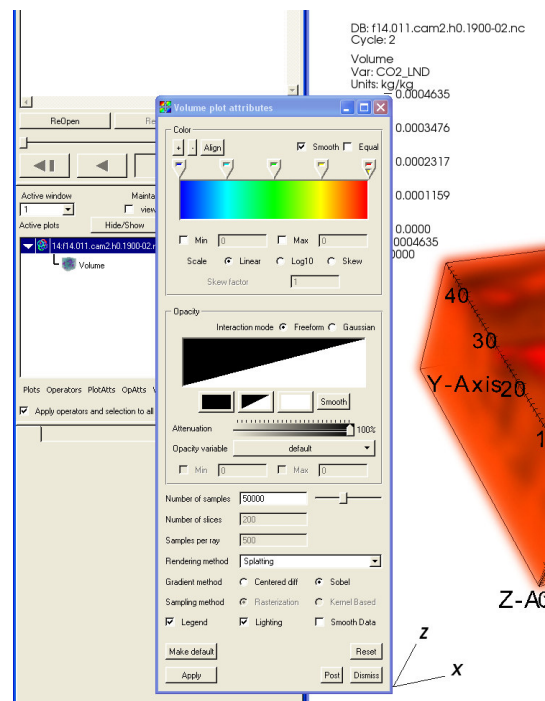 DB: f14.011.cam2.h0.1900-02.nc
Cycle: 2
Volume
Var: CO2_LND
Units: kg/kg
0.0004635
0.0003476
0.0002317
0.0001159
0.0000
0004635
0000
ReOpen
Re
Active window
Mainta
1
view
Active plots
Hide/Show
14:f14.011.cam2.h0.1900-02.r
Volume
Plots Operators PlotAtts OpAtts
Apply operators and selection to all
Volume plot attributes
Color
+ - Align
Smooth
Equal
Min 0
Max 0
Scale Linear Log10 Skew
Skew factor 1
Opacity
Interaction mode Freeform Gaussian
Smooth
Attenuation 100%
Opacity variable default
Min 0
Max 0
Number of samples 50000
Number of slices 200
Samples per ray 500
Rendering method Splatting
Gradient method Centered diff Sobel
Sampling method Rasterization Kernel Based
Legend Lighting Smooth Data
Make default Reset
Apply Post Dismiss
40
30
Y-Axis
20
1
Z-A
0
Z
X